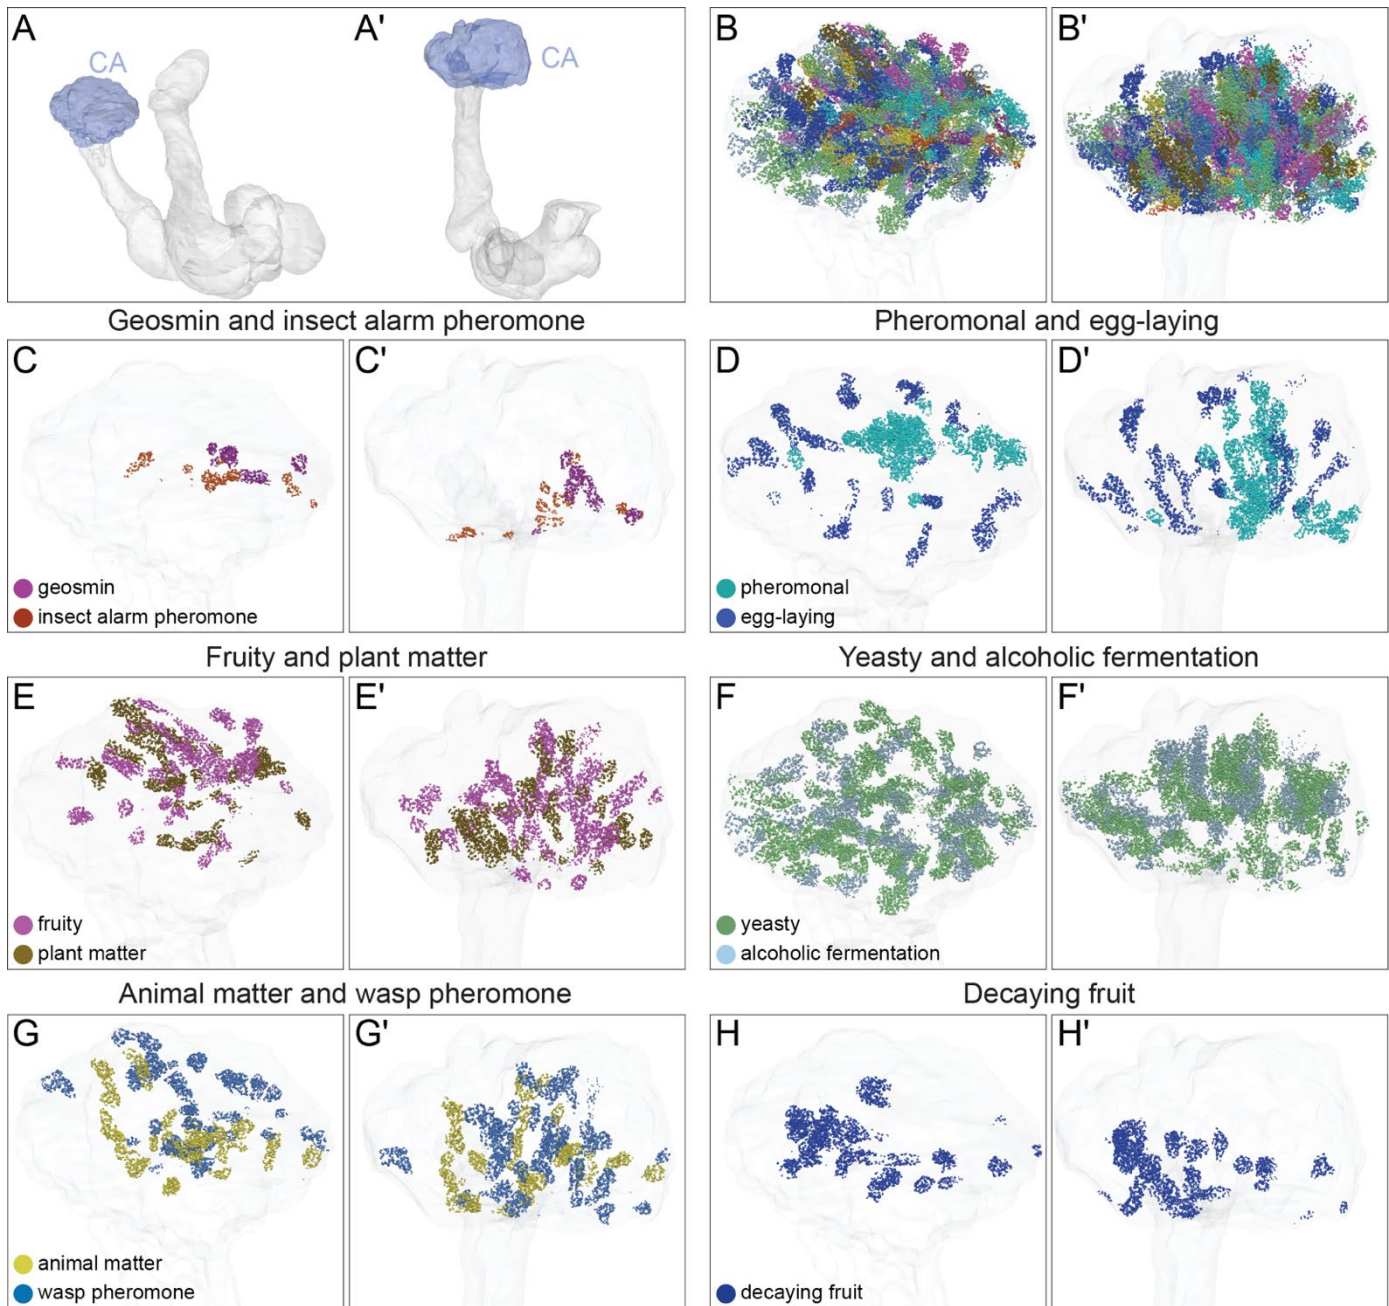 A
CA
A'
CA
B
B'
Geosmin and insect alarm pheromone
Pheromonal and egg-laying
C
C'
geosmin
insect alarm pheromone
D
D'
pheromonal
egg-laying
Fruity and plant matter
Yeasty and alcoholic fermentation
E
E'
fruity
plant matter
F
F'
yeasty
alcoholic fermentation
Animal matter and wasp pheromone
Decaying fruit
G
G'
animal matter
wasp pheromone
H
H'
decaying fruit